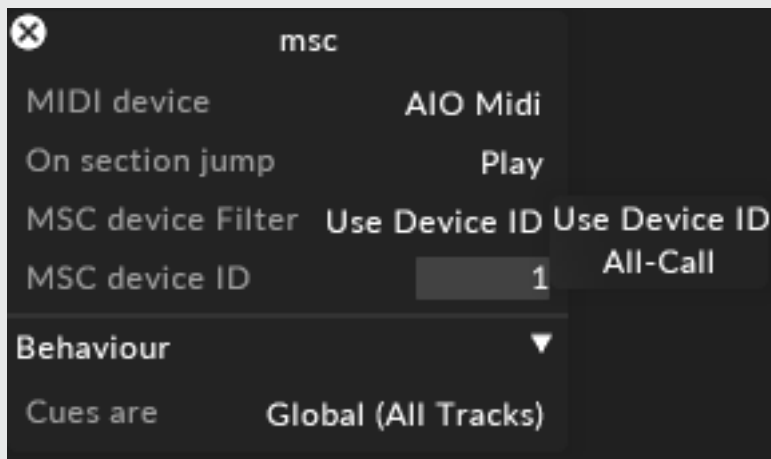 msc
MIDI device AIO Midi
On section jump Play
MSC device Filter Use Device ID Use Device ID
All-Call
MSC device ID 1
Behaviour
Cues are Global (All Tracks)